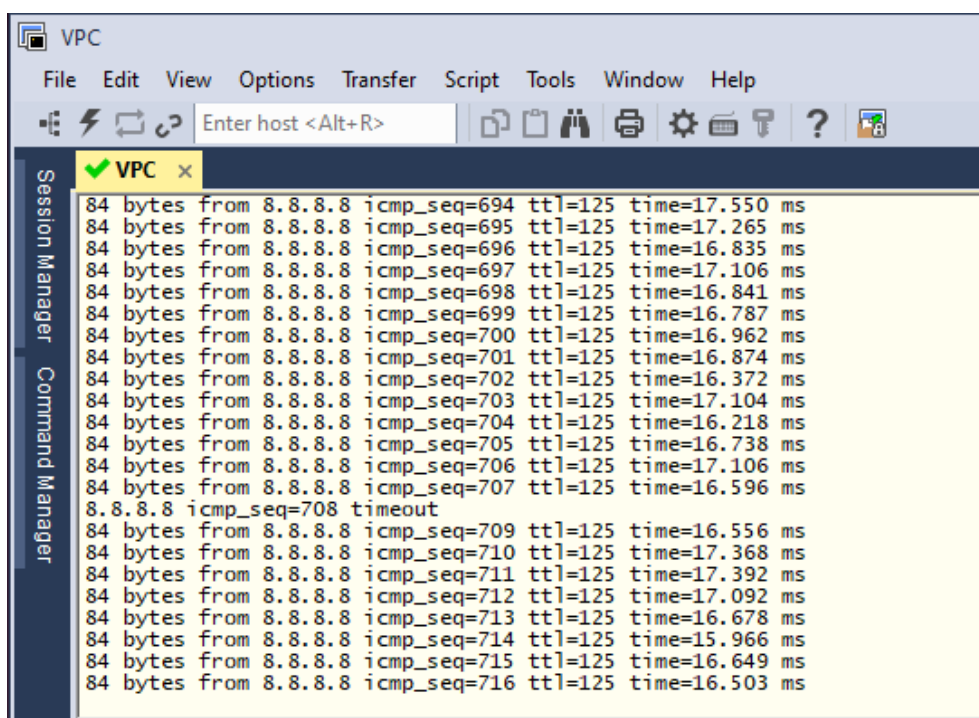 VPC
File Edit View Options Transfer Script Tools Window Help
Enter host <Alt+R>
VPC
Session Manager
Command Manager
84 bytes from 8.8.8.8 icmp_seq=694 ttl=125 time=17.550 ms
84 bytes from 8.8.8.8 icmp_seq=695 ttl=125 time=17.265 ms
84 bytes from 8.8.8.8 icmp_seq=696 ttl=125 time=16.835 ms
84 bytes from 8.8.8.8 icmp_seq=697 ttl=125 time=17.106 ms
84 bytes from 8.8.8.8 icmp_seq=698 ttl=125 time=16.841 ms
84 bytes from 8.8.8.8 icmp_seq=699 ttl=125 time=16.787 ms
84 bytes from 8.8.8.8 icmp_seq=700 ttl=125 time=16.962 ms
84 bytes from 8.8.8.8 icmp_seq=701 ttl=125 time=16.874 ms
84 bytes from 8.8.8.8 icmp_seq=702 ttl=125 time=16.372 ms
84 bytes from 8.8.8.8 icmp_seq=703 ttl=125 time=17.104 ms
84 bytes from 8.8.8.8 icmp_seq=704 ttl=125 time=16.218 ms
84 bytes from 8.8.8.8 icmp_seq=705 ttl=125 time=16.738 ms
84 bytes from 8.8.8.8 icmp_seq=706 ttl=125 time=17.106 ms
84 bytes from 8.8.8.8 icmp_seq=707 ttl=125 time=16.596 ms
8.8.8.8 icmp_seq=708 timeout
84 bytes from 8.8.8.8 icmp_seq=709 ttl=125 time=16.556 ms
84 bytes from 8.8.8.8 icmp_seq=710 ttl=125 time=17.368 ms
84 bytes from 8.8.8.8 icmp_seq=711 ttl=125 time=17.392 ms
84 bytes from 8.8.8.8 icmp_seq=712 ttl=125 time=17.092 ms
84 bytes from 8.8.8.8 icmp_seq=713 ttl=125 time=16.678 ms
84 bytes from 8.8.8.8 icmp_seq=714 ttl=125 time=15.966 ms
84 bytes from 8.8.8.8 icmp_seq=715 ttl=125 time=16.649 ms
84 bytes from 8.8.8.8 icmp_seq=716 ttl=125 time=16.503 ms